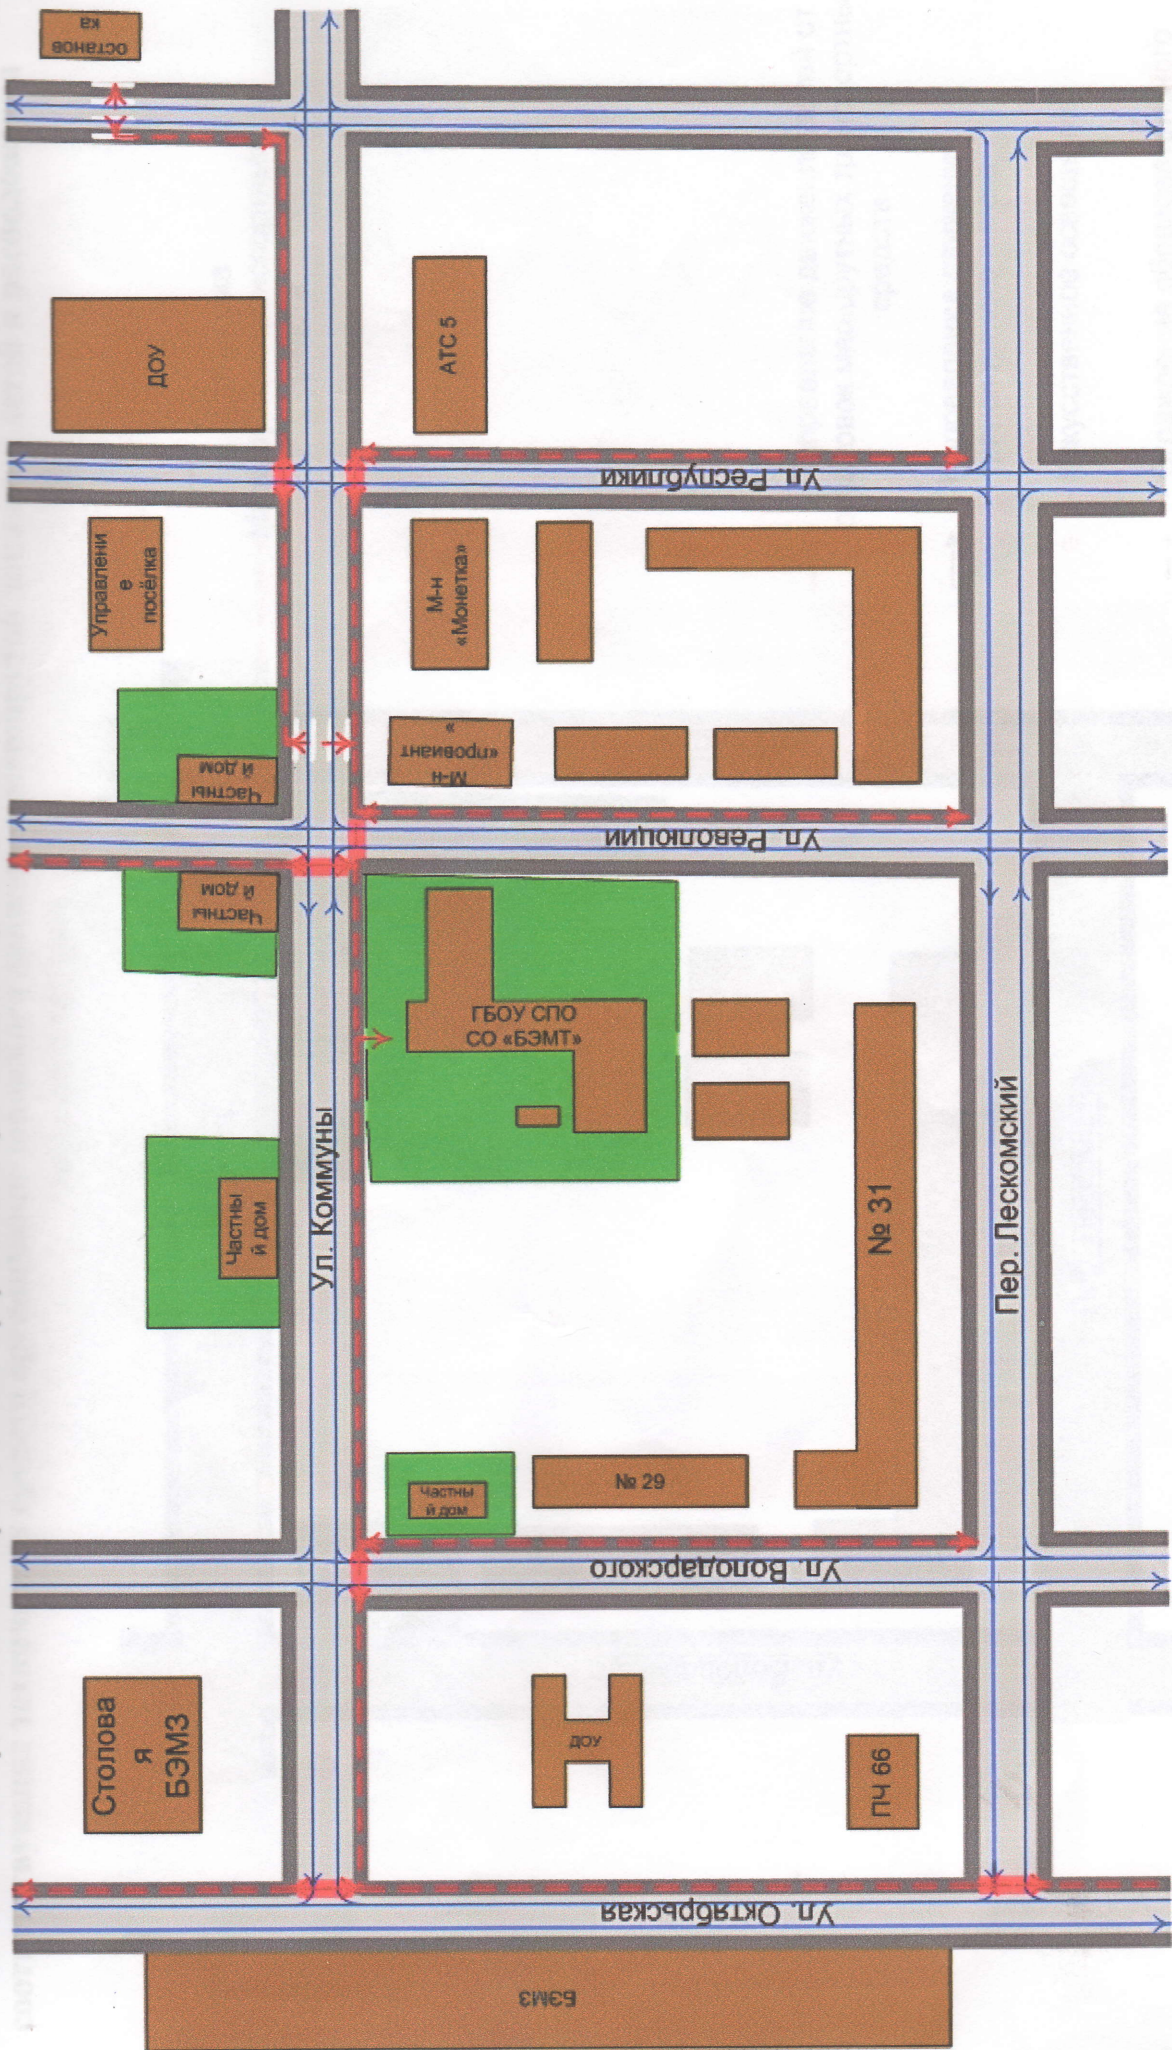 останов
ка
ДОУ
АТС 5
Ул. Республики
Управлени
е
посёлка
М-н
«Монетка»
М-н
«провиант
»
Частны
й дом
Ул. Революции
Частны
й дом
ГБОУ СПО
СО «БЭМТ»
Ул. Коммуны
Частны
й дом
Пер. Лескомский
№ 31
Частны
й дом
№ 29
Ул. Володарского
Столова
я
БЭМЗ
ДОУ
ПЧ 66
Ул. Октябрьская
БЭМЗ